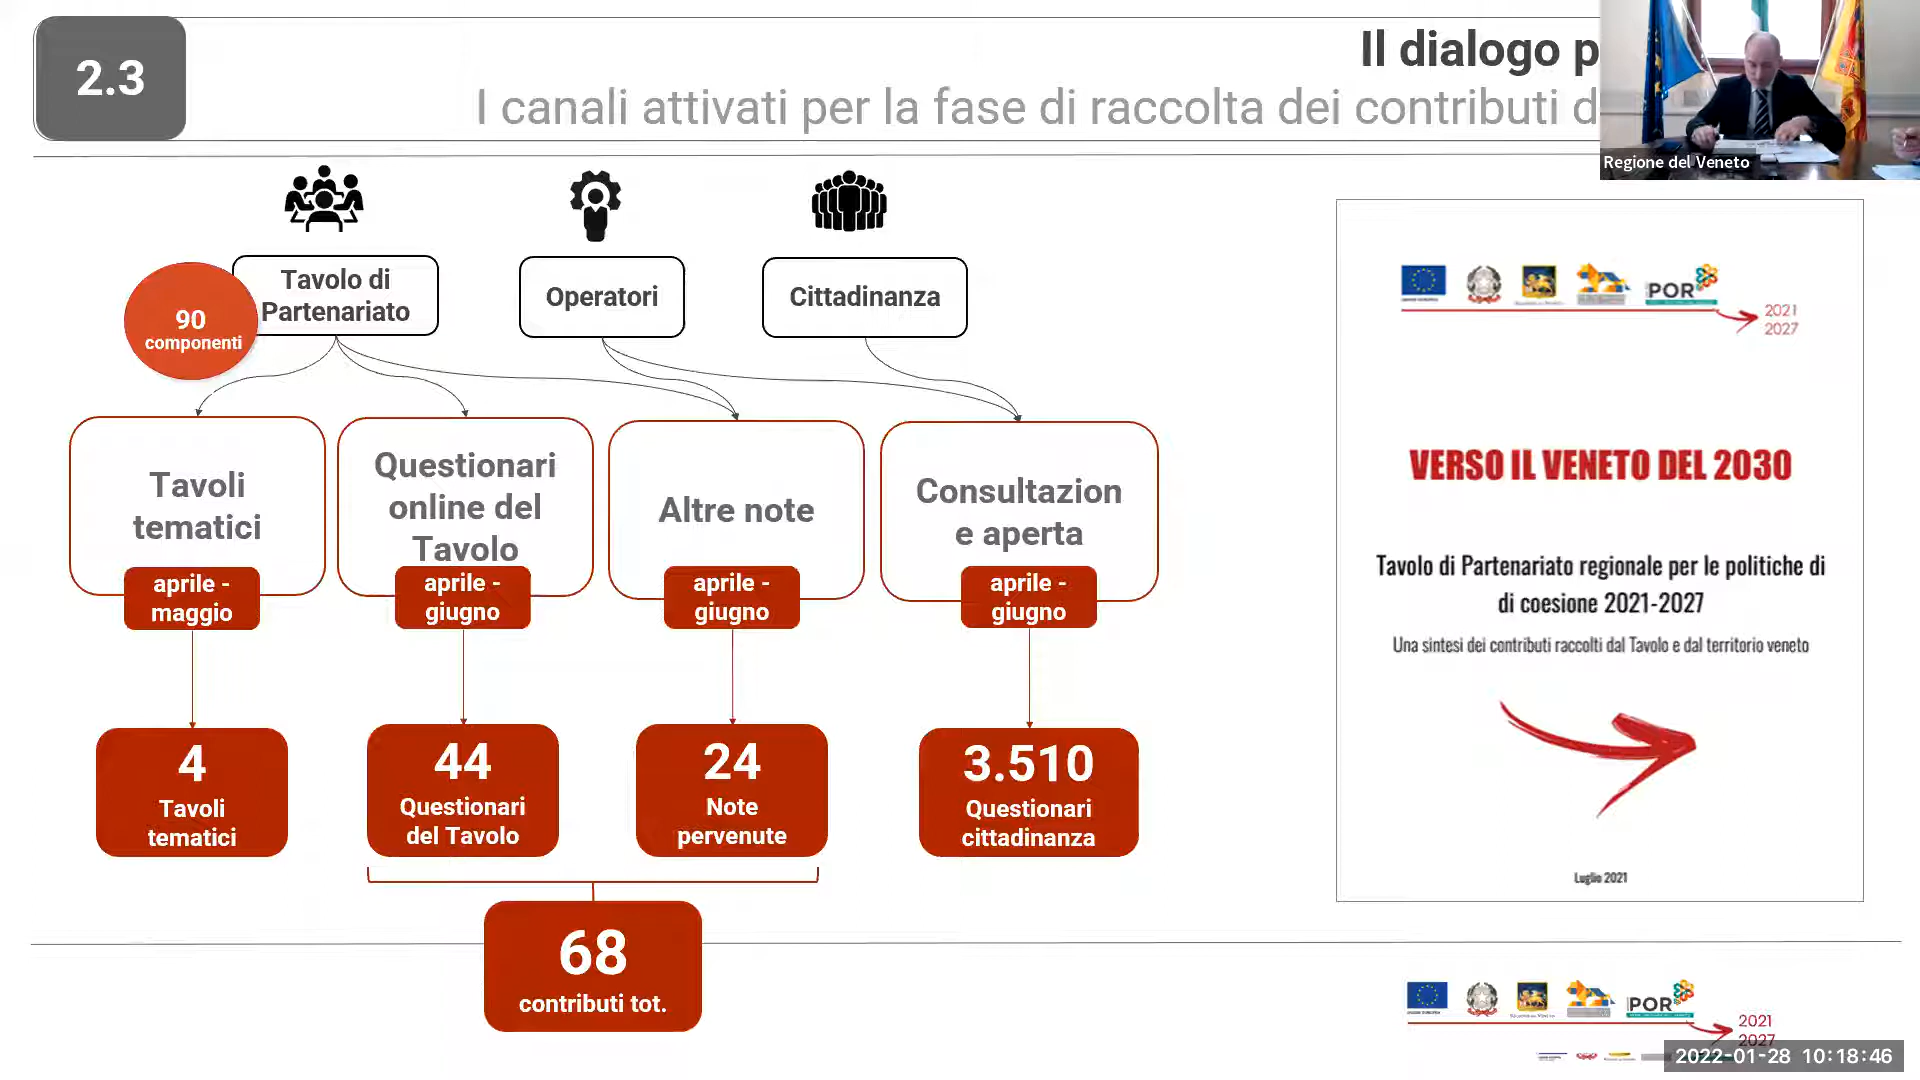 2.3
Il dialogo p
I canali attivati per la fase di raccolta dei contributi d
Regione del Veneto
90
componenti
Tavolo di
Partenariato
Operatori
Cittadinanza
Tavoli
tematici
aprile -
maggio
Questionari
online del
Tavolo
aprile -
giugno
Altre note
aprile -
giugno
Consultazion
e aperta
aprile -
giugno
4
Tavoli
tematici
44
Questionari
del Tavolo
24
Note
pervenute
3.510
Questionari
cittadinanza
68
contributi tot.
POR
2021
2027
VERSO IL VENETO DEL 2030
Tavolo di Partenariato regionale per le politiche di
di coesione 2021-2027
Una sintesi dei contributi raccolti dal Tavolo e dal territorio veneto
Luglio 2021
POR
2021
2027
2022-01-28 10:18:46